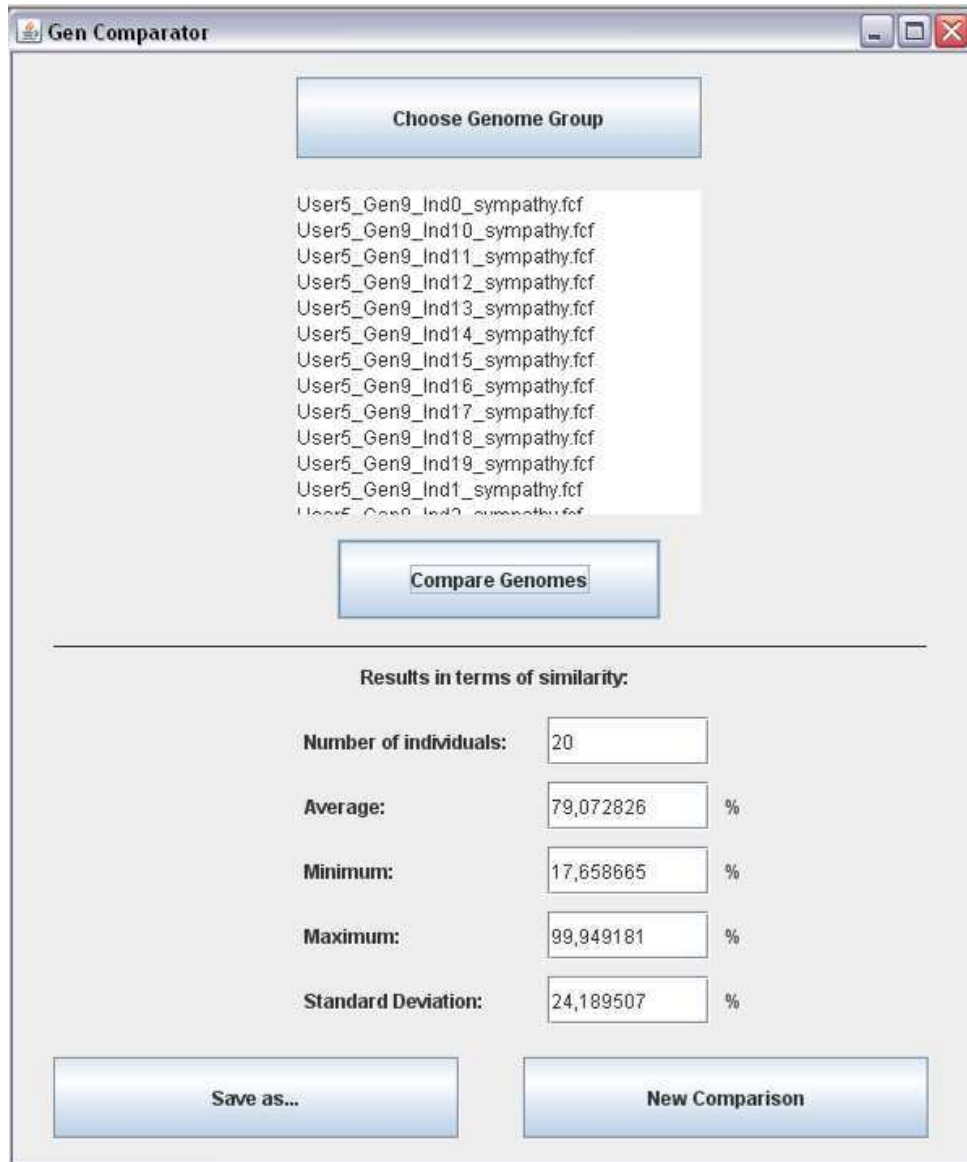 Gen Comparator
Choose Genome Group
User5_Gen9_Ind0_sympathy.fcf
User5_Gen9_Ind10_sympathy.fcf
User5_Gen9_Ind11_sympathy.fcf
User5_Gen9_Ind12_sympathy.fcf
User5_Gen9_Ind13_sympathy.fcf
User5_Gen9_Ind14_sympathy.fcf
User5_Gen9_Ind15_sympathy.fcf
User5_Gen9_Ind16_sympathy.fcf
User5_Gen9_Ind17_sympathy.fcf
User5_Gen9_Ind18_sympathy.fcf
User5_Gen9_Ind19_sympathy.fcf
User5_Gen9_Ind1_sympathy.fcf
Compare Genomes
Results in terms of similarity:
Number of individuals: 20
Average: 79,072826 %
Minimum: 17,658665 %
Maximum: 99,949181 %
Standard Deviation: 24,189507 %
Save as... New Comparison